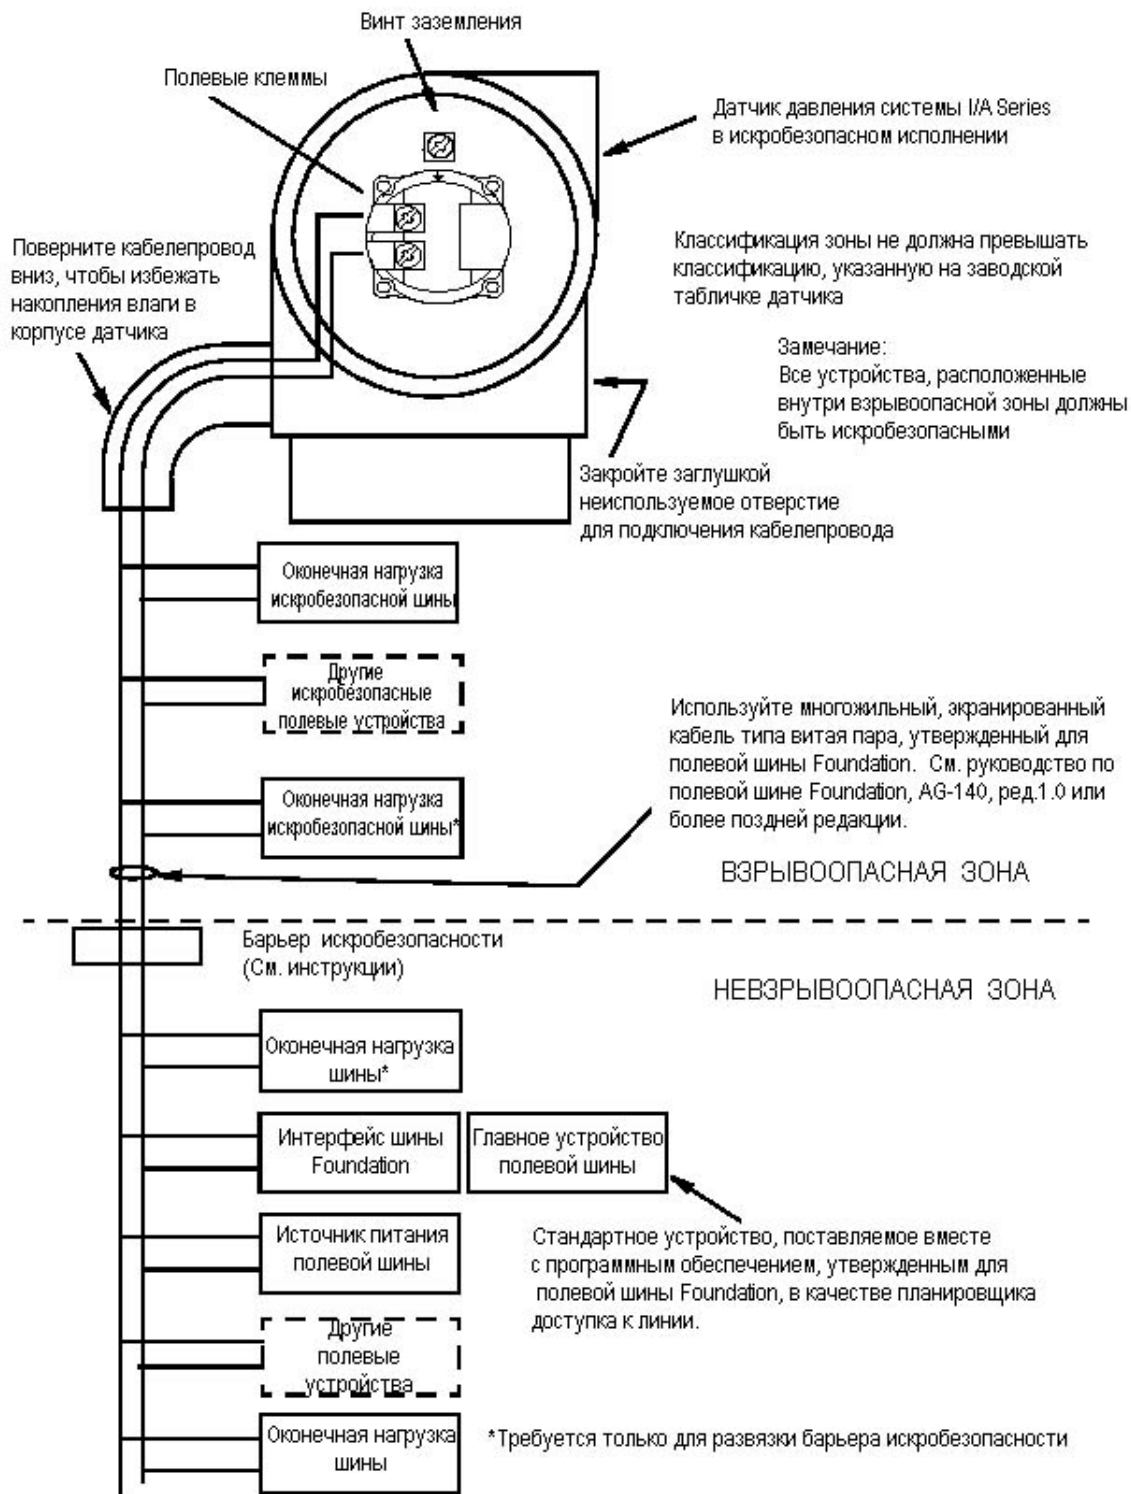 Винт заземления
Полевые клеммы
Датчик давления системы I/A Series
в искробезопасном исполнении
Поверните кабелепровод
вниз, чтобы избежать
накопления влаги в
корпусе датчика
Классификация зоны не должна превышать
классификацию, указанную на заводской
табличке датчика
Замечание:
Все устройства, расположенные
внутри взрывоопасной зоны должны
быть искробезопасными
Закройте заглушкой
неиспользуемое отверстие
для подключения кабелепровода
Оконечная нагрузка
искробезопасной шины
Другие
искробезопасные
полевые устройства
Используйте многожильный, экранированный
кабель типа витая пара, утвержденный для
полевой шины Foundation. См. руководство по
полевой шине Foundation, AG-140, ред.1.0 или
более поздней редакции.
Оконечная нагрузка
искробезопасной шины*
ВЗРЫВООПАСНАЯ ЗОНА
Барьер искробезопасности
(См. инструкции)
НЕВЗРЫВООПАСНАЯ ЗОНА
Оконечная нагрузка
шины*
Интерфейс шины
Foundation
Главное устройство
полевой шины
Источник питания
полевой шины
Стандартное устройство, поставляемое вместе
с программным обеспечением, утвержденным для
полевой шины Foundation, в качестве планировщика
доступка к линии.
Другие
полевые
устройства
Оконечная нагрузка
шины
*Требуется только для развязки барьера искробезопасности